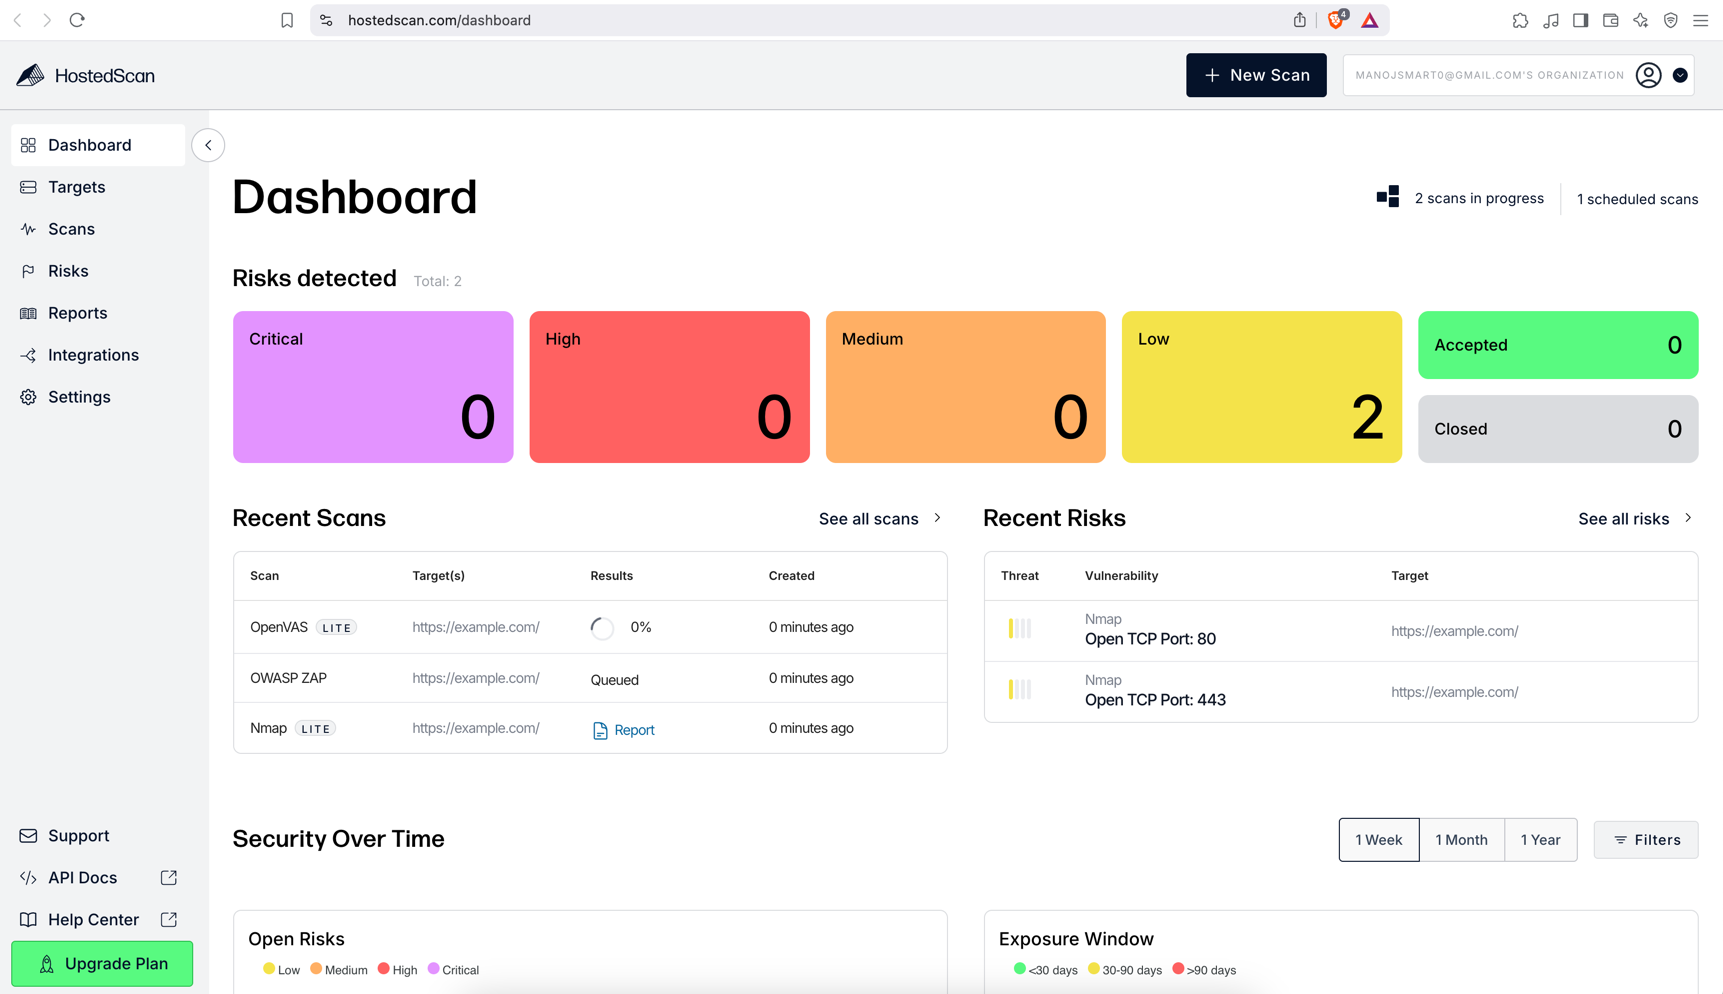 hostedscan.com/dashboard
4
HostedScan
+ New Scan
MANOJSMART0@GMAIL.COM'S ORGANIZATION
Dashboard
Targets
Scans
Risks
Reports
Integrations
Settings
Support
API Docs
Help Center
Upgrade Plan
Dashboard
2 scans in progress
1 scheduled scans
Risks detected Total: 2
Critical
0
High
0
Medium
0
Low
2
Accepted 0
Closed 0
Recent Scans
See all scans
Scan Target(s) Results Created
OpenVAS LITE https://example.com/ 0% 0 minutes ago
OWASP ZAP https://example.com/ Queued 0 minutes ago
Nmap LITE https://example.com/ Report 0 minutes ago
Recent Risks
See all risks
Threat Vulnerability Target
Nmap
Open TCP Port: 80
https://example.com/
Nmap
Open TCP Port: 443
https://example.com/
Security Over Time
1 Week 1 Month 1 Year Filters
Open Risks
Low Medium High Critical
Exposure Window
<30 days 30-90 days >90 days